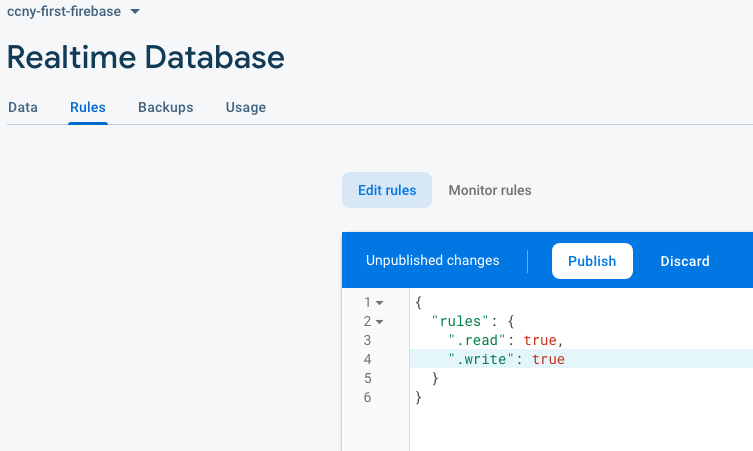 ccny-first-firebase
Realtime Database
Data Rules Backups Usage
Edit rules Monitor rules
Unpublished changes Publish Discard
1 {
2 "rules": {
3 ".read": true,
4 ".write": true
5 }
6 }